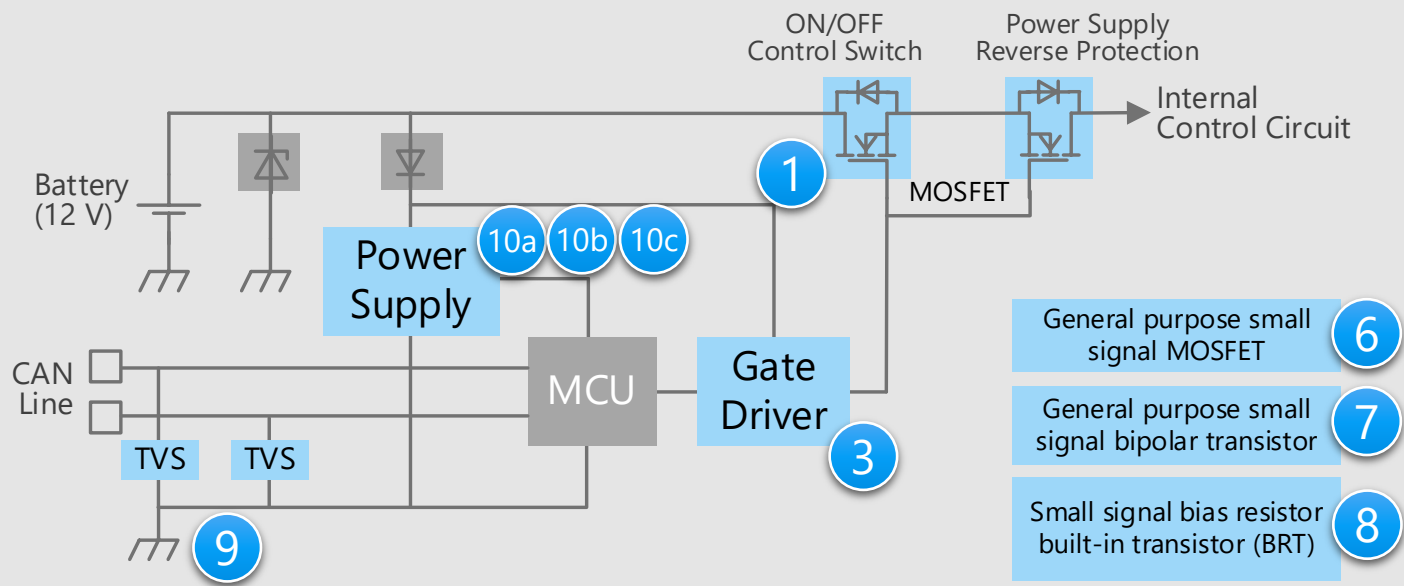 ON/OFF
Control Switch
Power Supply
Reverse Protection
Internal
Control Circuit
1
Battery
(12 V)
MOSFET
10a
10b
10c
Power
Supply
General purpose small
signal MOSFET
6
CAN
Line
MCU
Gate
Driver
General purpose small
signal bipolar transistor
7
TVS
TVS
3
Small signal bias resistor
built-in transistor (BRT)
8
9